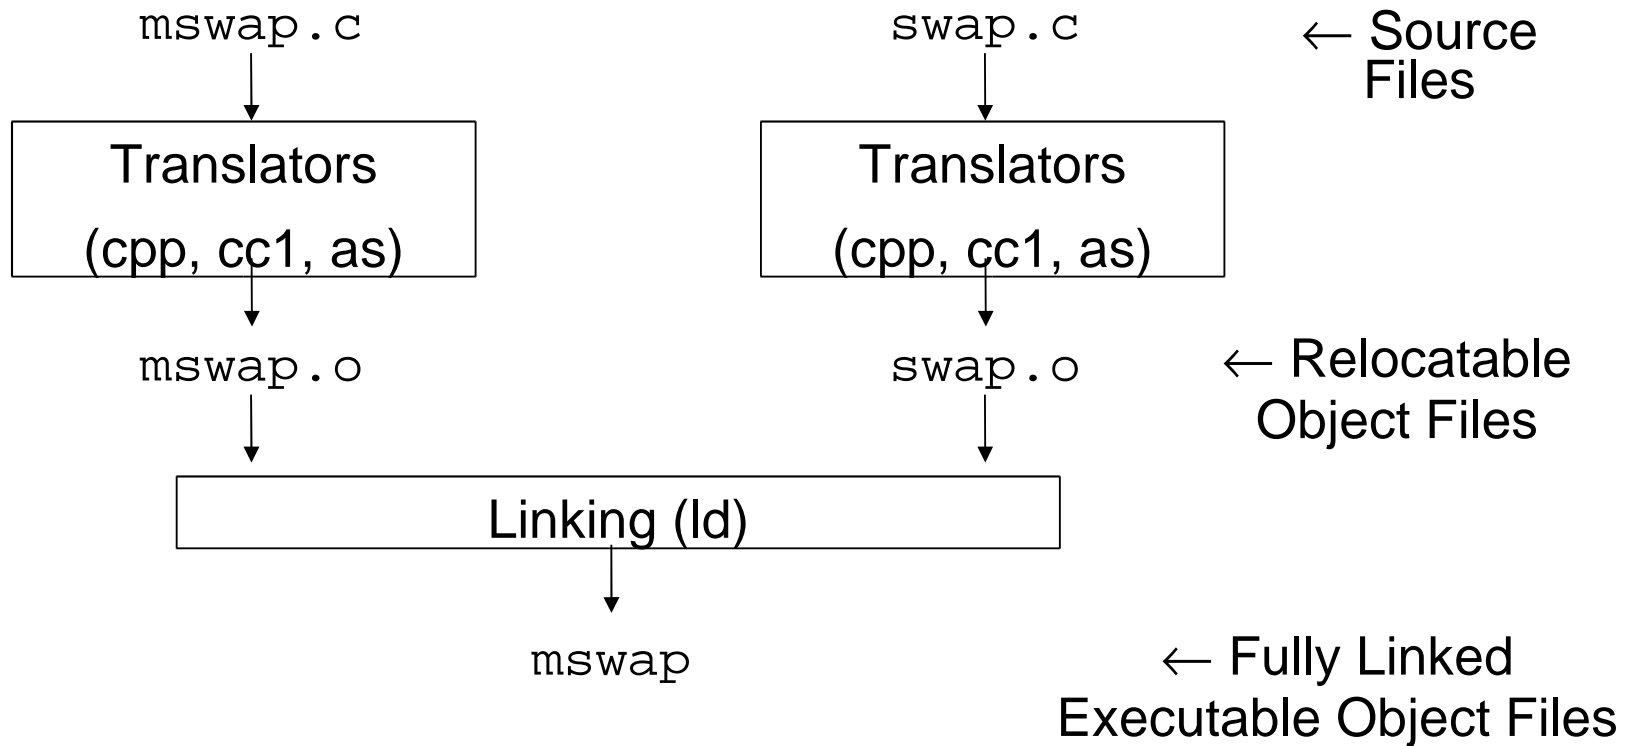 mswap.c swap.c ← Source
Files
Translators Translators
(cpp, cc1, as) (cpp, cc1, as)
mswap.o swap.o ← Relocatable
Object Files
Linking (ld)
mswap ← Fully Linked
Executable Object Files